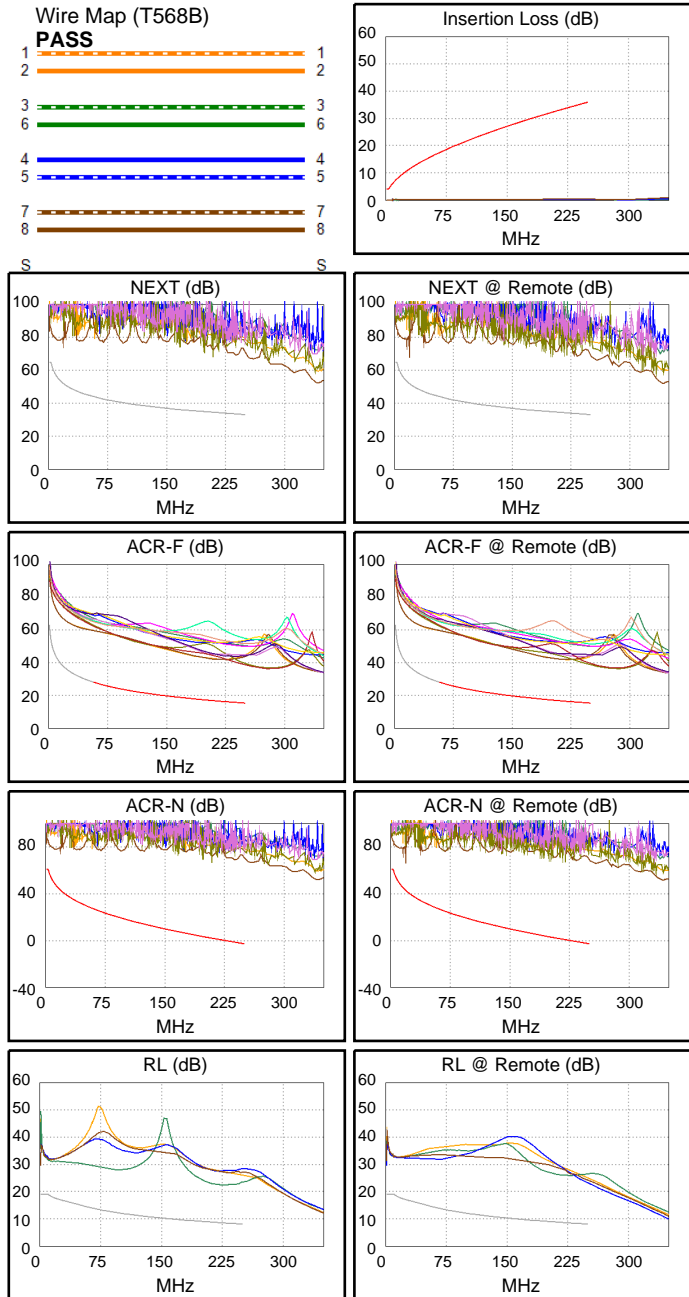 Wire Map (T568B)
PASS
1 1
2 2
3 3
6 6
4 4
5 5
7 7
8 8
S S
Insertion Loss (dB)
60
50
40
30
20
10
0
0 75 150 225 300
MHz
NEXT (dB)
100
80
60
40
20
0
0 75 150 225 300
MHz
NEXT @ Remote (dB)
100
80
60
40
20
0
0 75 150 225 300
MHz
ACR-F (dB)
100
80
60
40
20
0
0 75 150 225 300
MHz
ACR-F @ Remote (dB)
100
80
60
40
20
0
0 75 150 225 300
MHz
ACR-N (dB)
80
40
0
-40
0 75 150 225 300
MHz
ACR-N @ Remote (dB)
80
40
0
-40
0 75 150 225 300
MHz
RL (dB)
60
50
40
30
20
10
0
0 75 150 225 300
MHz
RL @ Remote (dB)
60
50
40
30
20
10
0
0 75 150 225 300
MHz